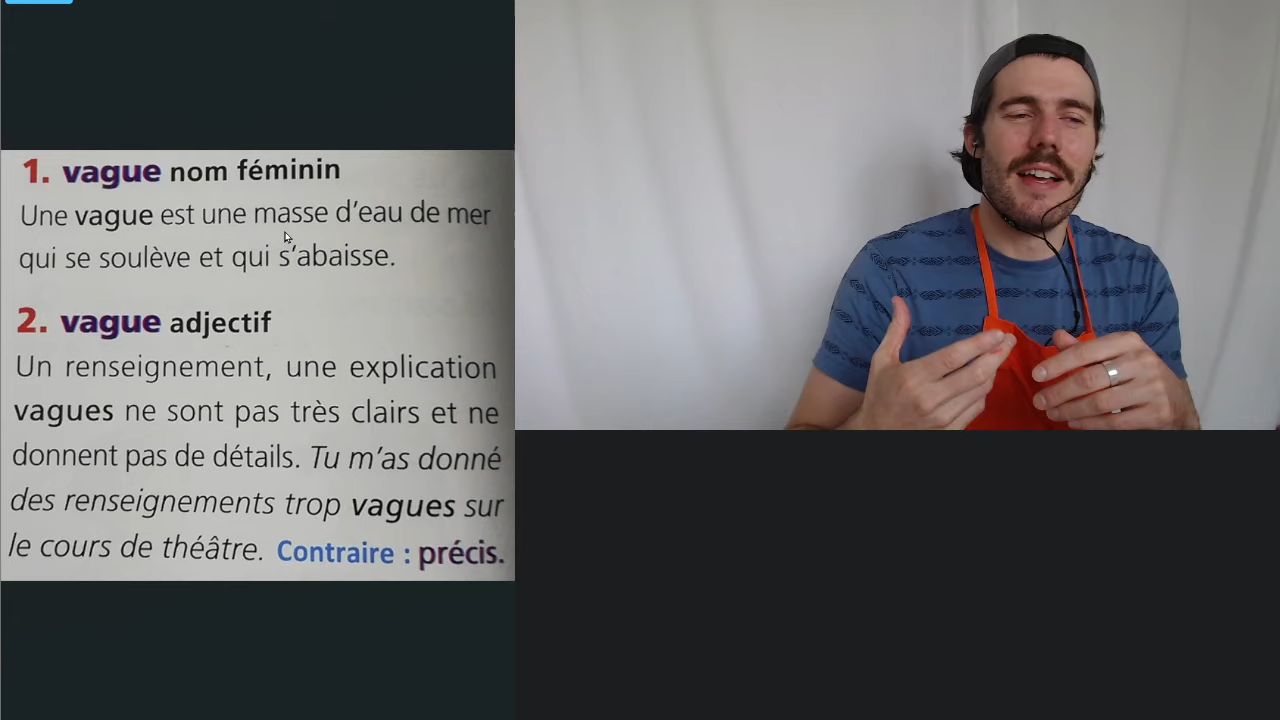 1. vague nom féminin
Une vague est une masse d'eau de mer
qui se soulève et qui s'abaisse.
2. vague adjectif
Un renseignement, une explication
vagues ne sont pas très clairs et ne
donnent pas de détails. Tu m'as donné
des renseignements trop vagues sur
le cours de théâtre. Contraire : précis.